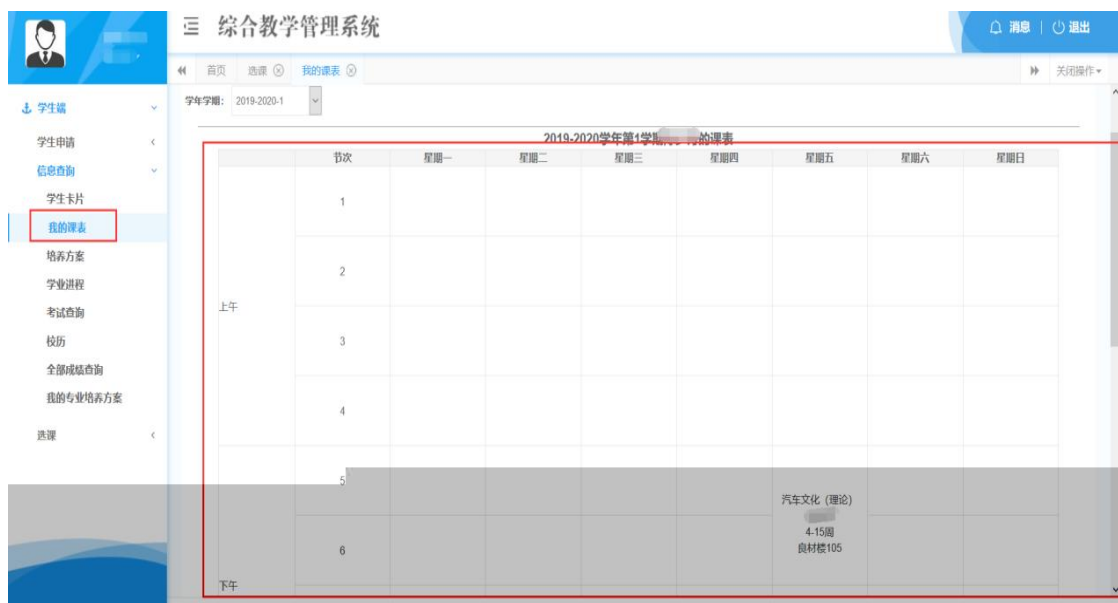 综合教学管理系统
消息 | 退出
首页 选课 我的课表 关闭操作
学生端
学年学期： 2019-2020-1
学生申请
2019-2020学年第1学期 的课表
信息查询
节次 星期一 星期二 星期三 星期四 星期五 星期六 星期日
学生卡片
1
我的课表
培养方案
2
学业进程
上午
考试查询
校历
3
全部成绩查询
我的专业培养方案
4
选课
5
汽车文化（理论）
4-15周
6
良材楼105
下午